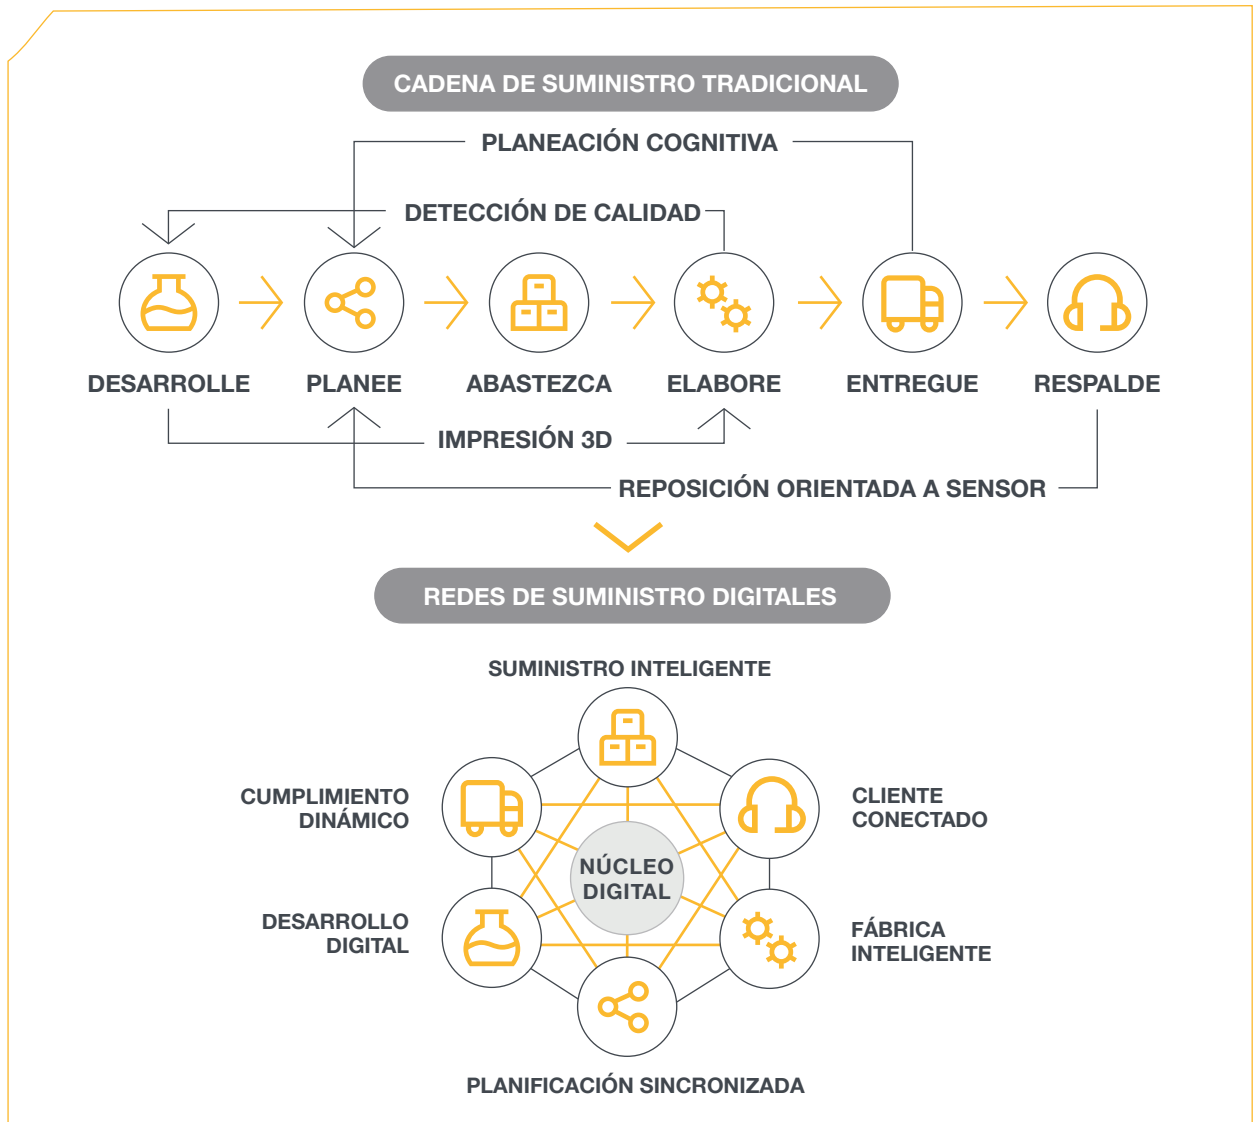 CADENA DE SUMINISTRO TRADICIONAL
PLANEACIÓN COGNITIVA
DETECCIÓN DE CALIDAD
DESARROLLE
PLANEE
ABASTEZCA
ELABORE
ENTREGUE
RESPALDE
IMPRESIÓN 3D
REPOSICIÓN ORIENTADA A SENSOR
REDES DE SUMINISTRO DIGITALES
SUMINISTRO INTELIGENTE
CUMPLIMIENTO
DINÁMICO
CLIENTE
CONECTADO
NÚCLEO
DIGITAL
DESARROLLO
DIGITAL
FÁBRICA
INTELIGENTE
PLANIFICACIÓN SINCRONIZADA